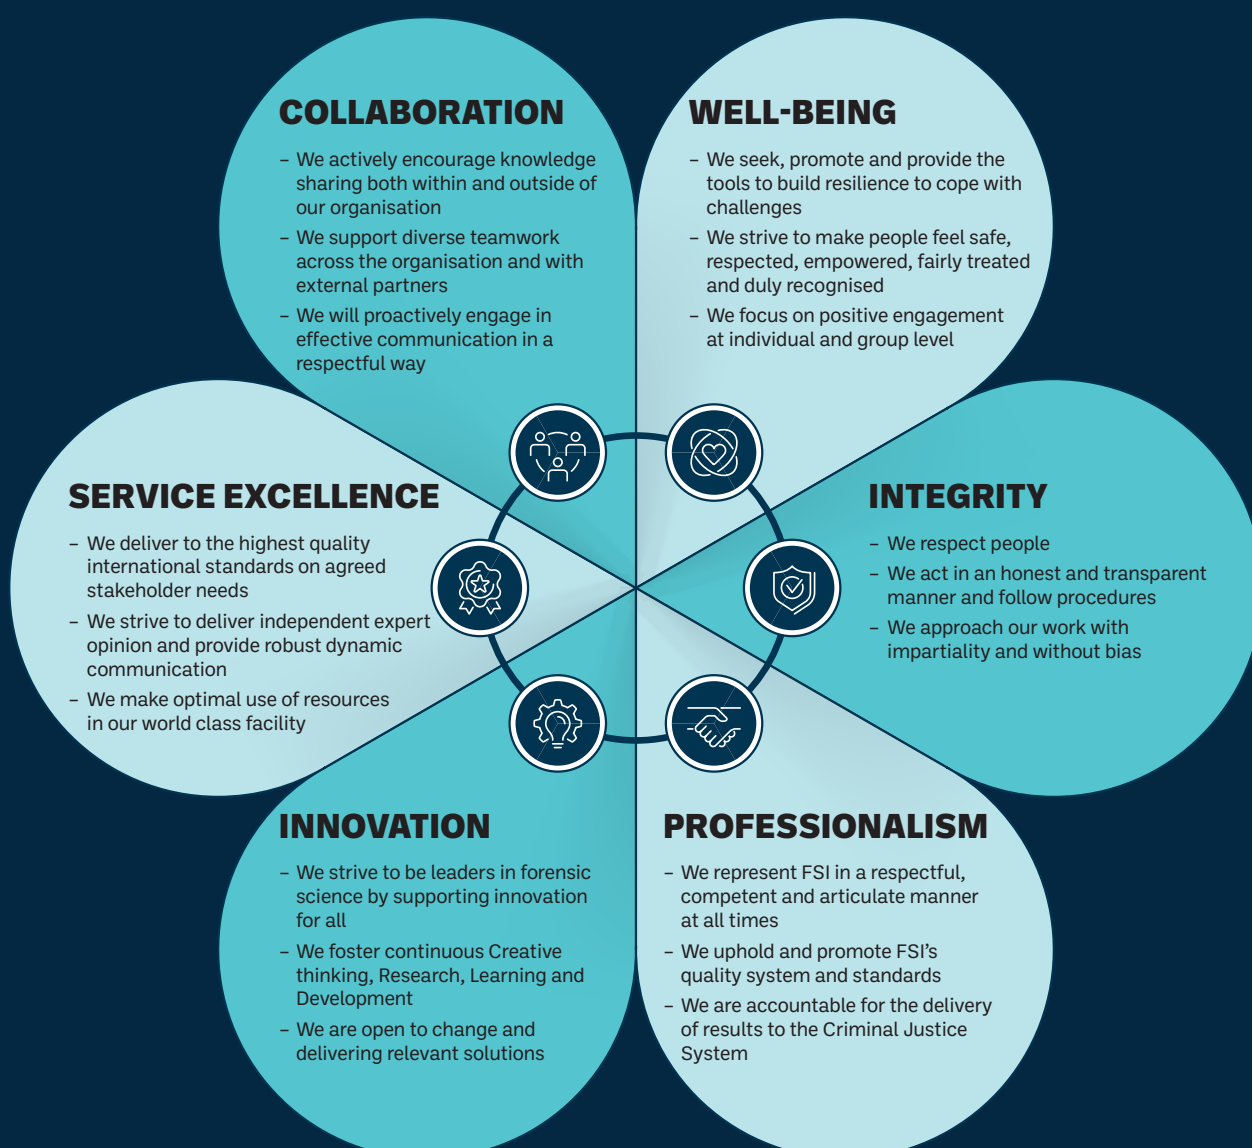 COLLABORATION
– We actively encourage knowledge
sharing both within and outside of
our organisation
– We support diverse teamwork
across the organisation and with
external partners
– We will proactively engage in
effective communication in a
respectful way
WELL-BEING
– We seek, promote and provide the
tools to build resilience to cope with
challenges
– We strive to make people feel safe,
respected, empowered, fairly treated
and duly recognised
– We focus on positive engagement
at individual and group level
SERVICE EXCELLENCE
– We deliver to the highest quality
international standards on agreed
stakeholder needs
– We strive to deliver independent expert
opinion and provide robust dynamic
communication
– We make optimal use of resources
in our world class facility
INTEGRITY
– We respect people
– We act in an honest and transparent
manner and follow procedures
– We approach our work with
impartiality and without bias
INNOVATION
– We strive to be leaders in forensic
science by supporting innovation
for all
– We foster continuous Creative
thinking, Research, Learning and
Development
– We are open to change and
delivering relevant solutions
PROFESSIONALISM
– We represent FSI in a respectful,
competent and articulate manner
at all times
– We uphold and promote FSI’s
quality system and standards
– We are accountable for the delivery
of results to the Criminal Justice
System